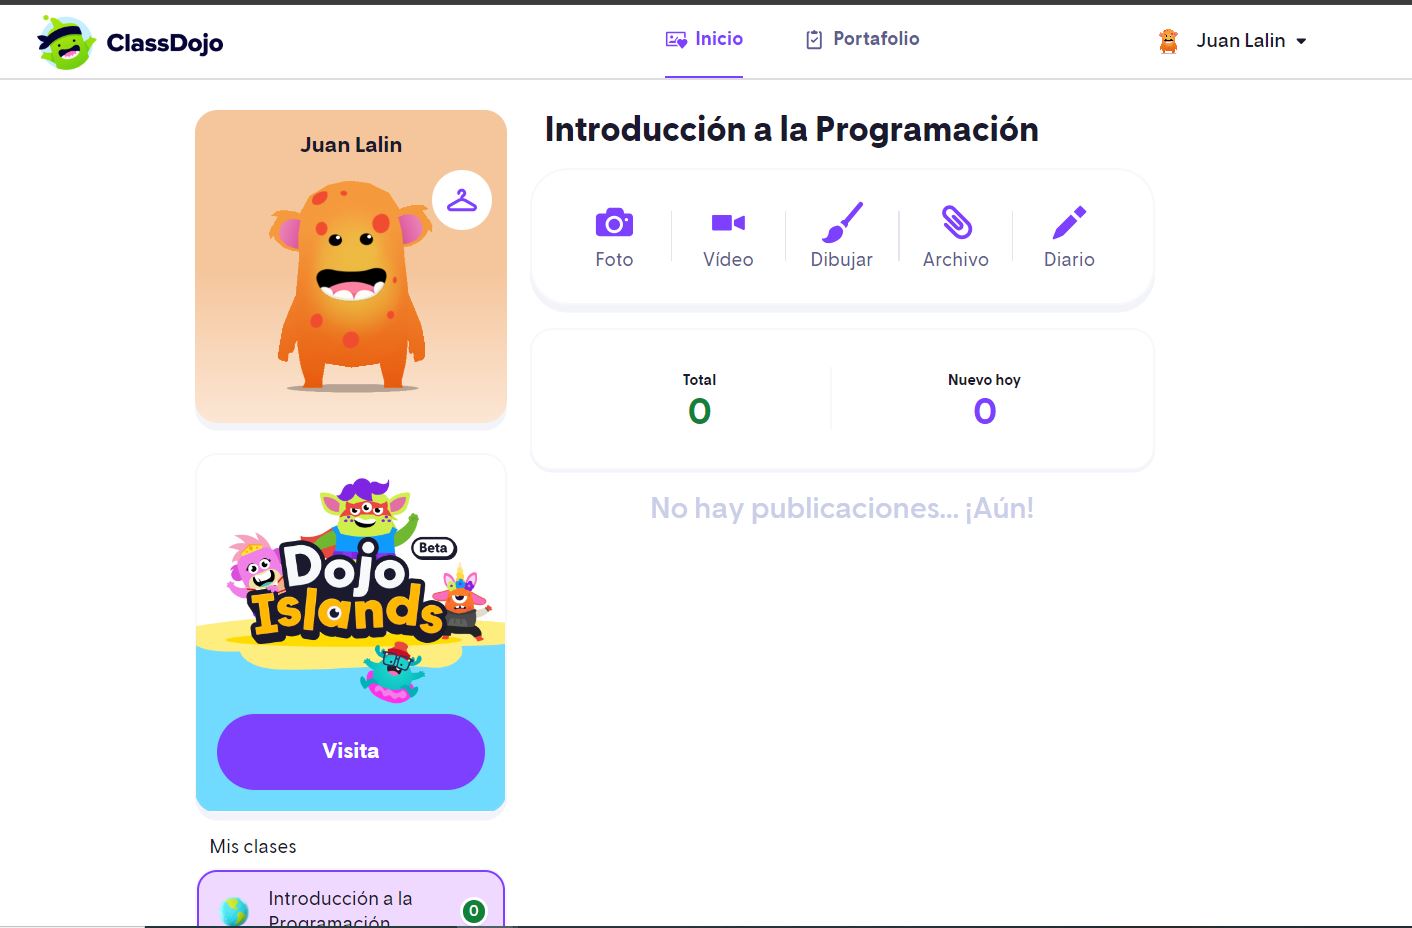 ClassDojo
Inicio
Portafolio
Juan Lalin
Juan Lalin
Introducción a la Programación
Foto
Vídeo
Dibujar
Archivo
Diario
Total
0
Nuevo hoy
0
No hay publicaciones... ¡Aún!
Dojo
Islands
Beta
Visita
Mis clases
Introducción a la
Programación
0